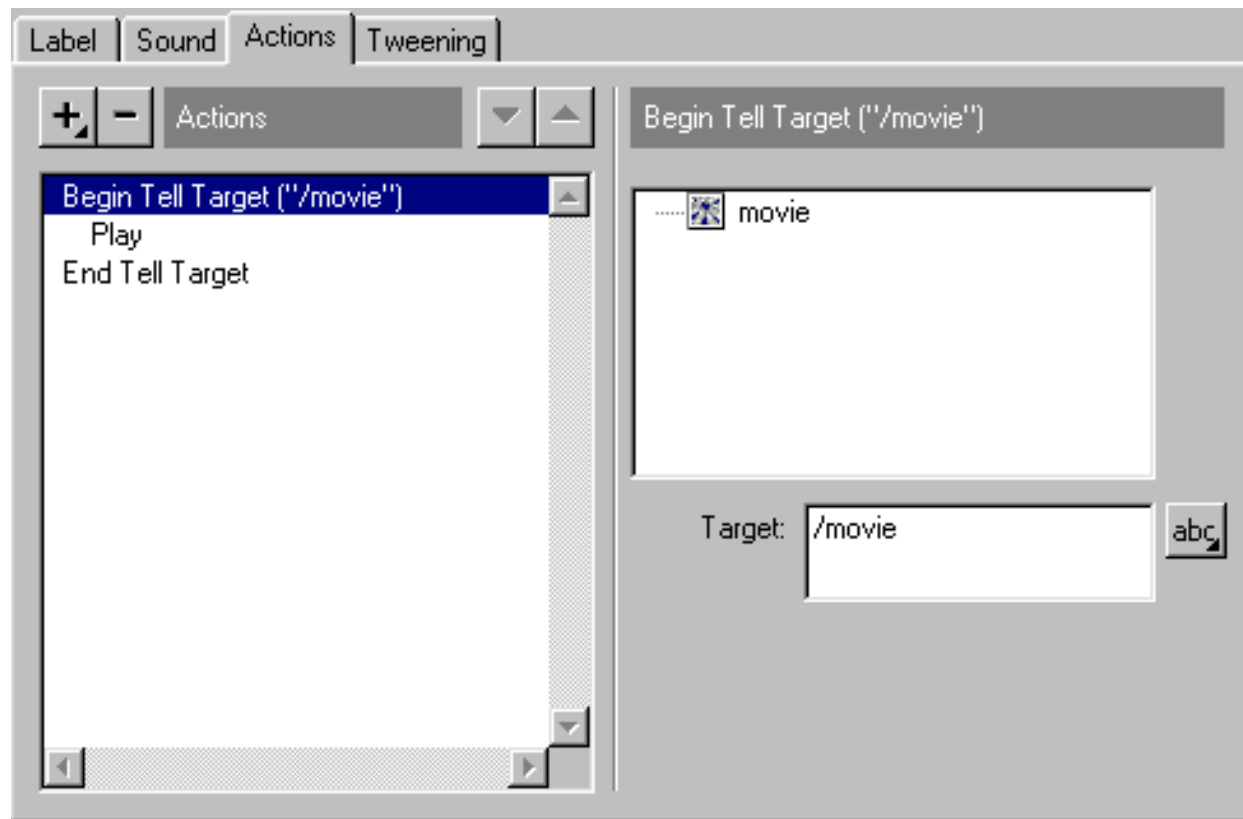 Label Sound Actions Tweening
Actions
Begin Tell Target (''/movie'')
Play
End Tell Target
Begin Tell Target (''/movie'')
movie
Target: /movie abc